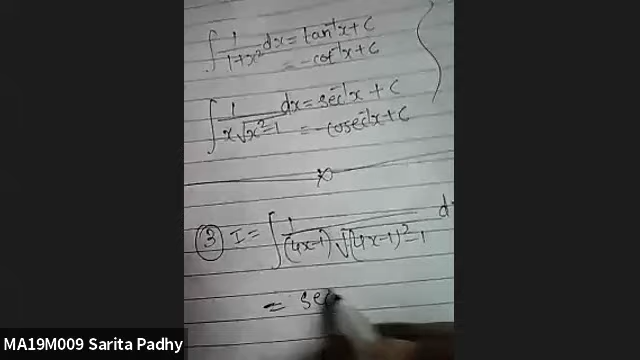 ∫ 1/(1+x²) dx = tan⁻¹x + C
= -cot⁻¹x + C
∫ 1/(x√(x²-1)) dx = sec⁻¹x + C
= -cosec⁻¹x + C
③ I = ∫ 1/((4x-1)√((4x-1)²-1)) d
= sec
MA19M009 Sarita Padhy